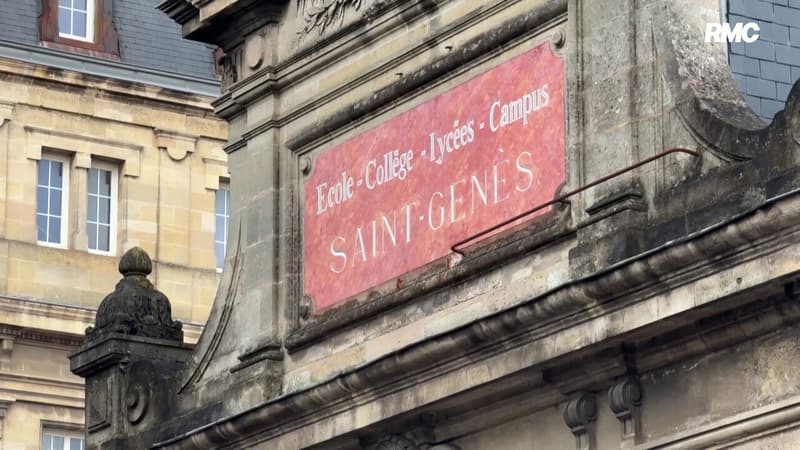 RMC
Ecole - Collège - Lycées - Campus
SAINT-GENÈS